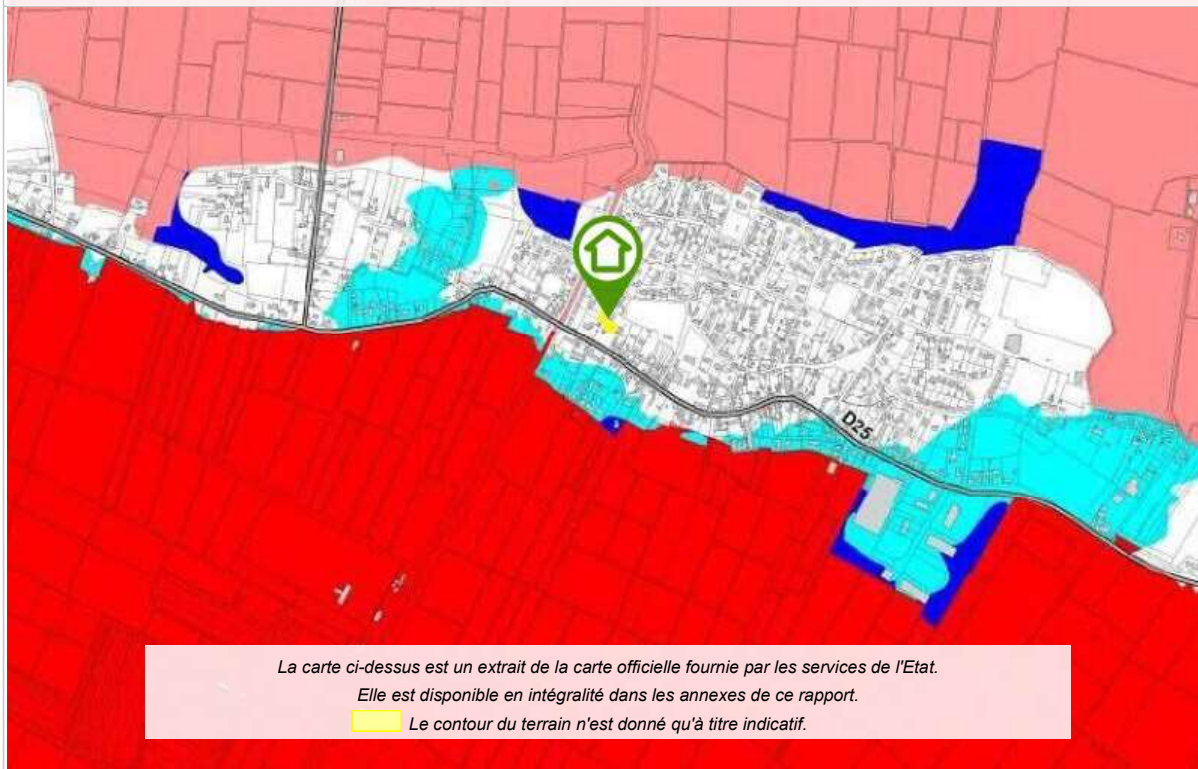 D25
La carte ci-dessus est un extrait de la carte officielle fournie par les services de l'Etat.
Elle est disponible en intégralité dans les annexes de ce rapport.
Le contour du terrain n'est donné qu'à titre indicatif.